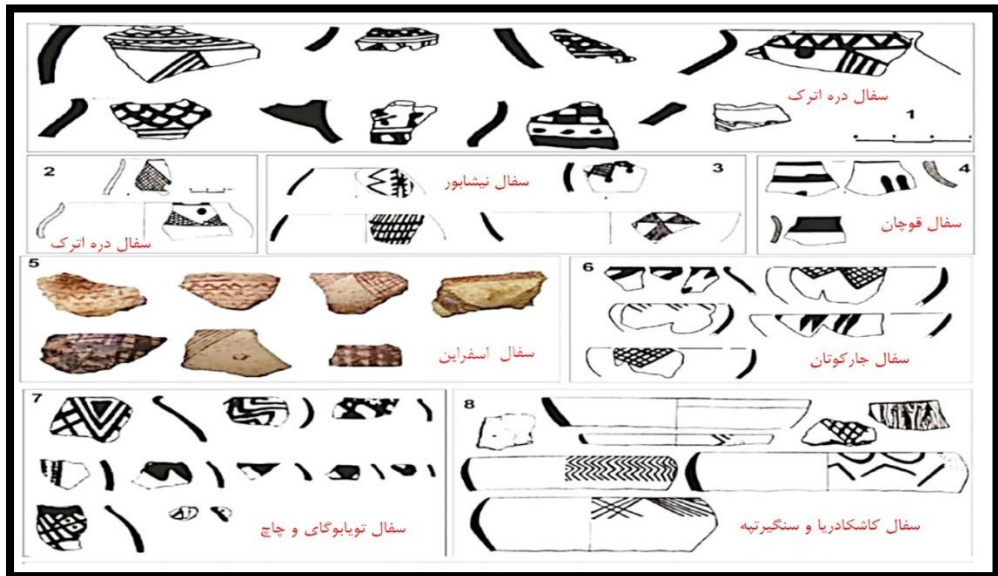 سفال دره اترک
1
2
سفال دره اترک
سفال نیشابور
3
4
سفال قوچان
5
سفال اسفراین
6
سفال جارکوتان
7
سفال تویابوگای و چاچ
8
سفال کاشکادریا و سنگیرتپه